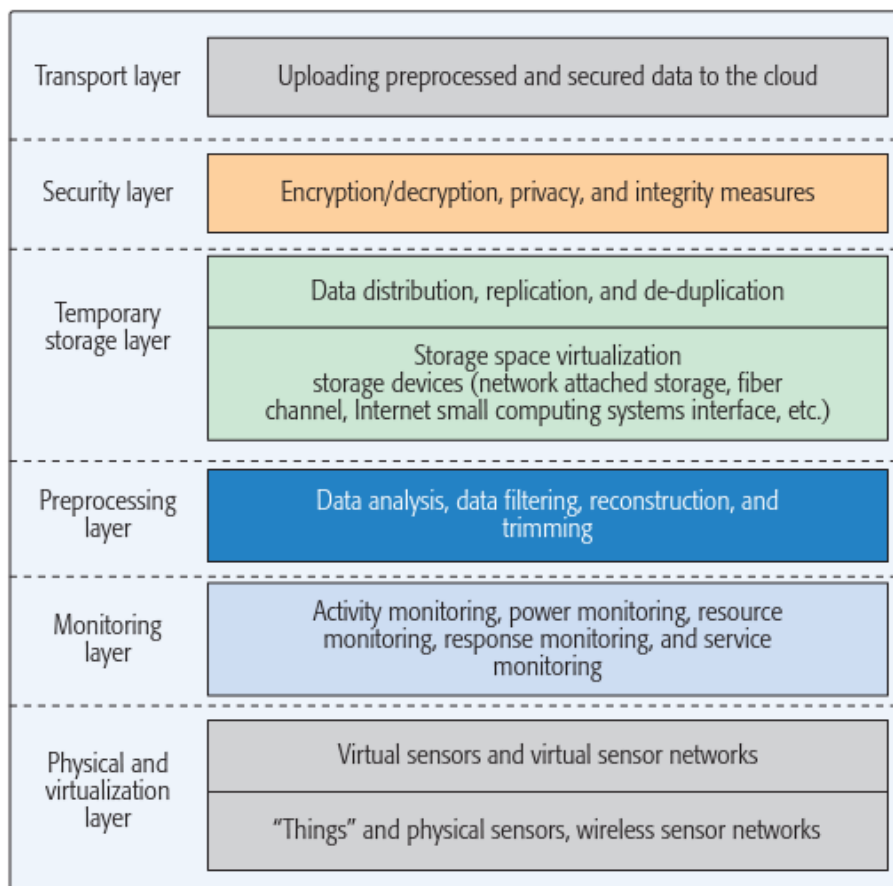 Transport layer
Uploading preprocessed and secured data to the cloud
Security layer
Encryption/decryption, privacy, and integrity measures
Temporary
storage layer
Data distribution, replication, and de-duplication
Storage space virtualization
storage devices (network attached storage, fiber
channel, Internet small computing systems interface, etc.)
Preprocessing
layer
Data analysis, data filtering, reconstruction, and
trimming
Monitoring
layer
Activity monitoring, power monitoring, resource
monitoring, response monitoring, and service
monitoring
Physical and
virtualization
layer
Virtual sensors and virtual sensor networks
“Things” and physical sensors, wireless sensor networks